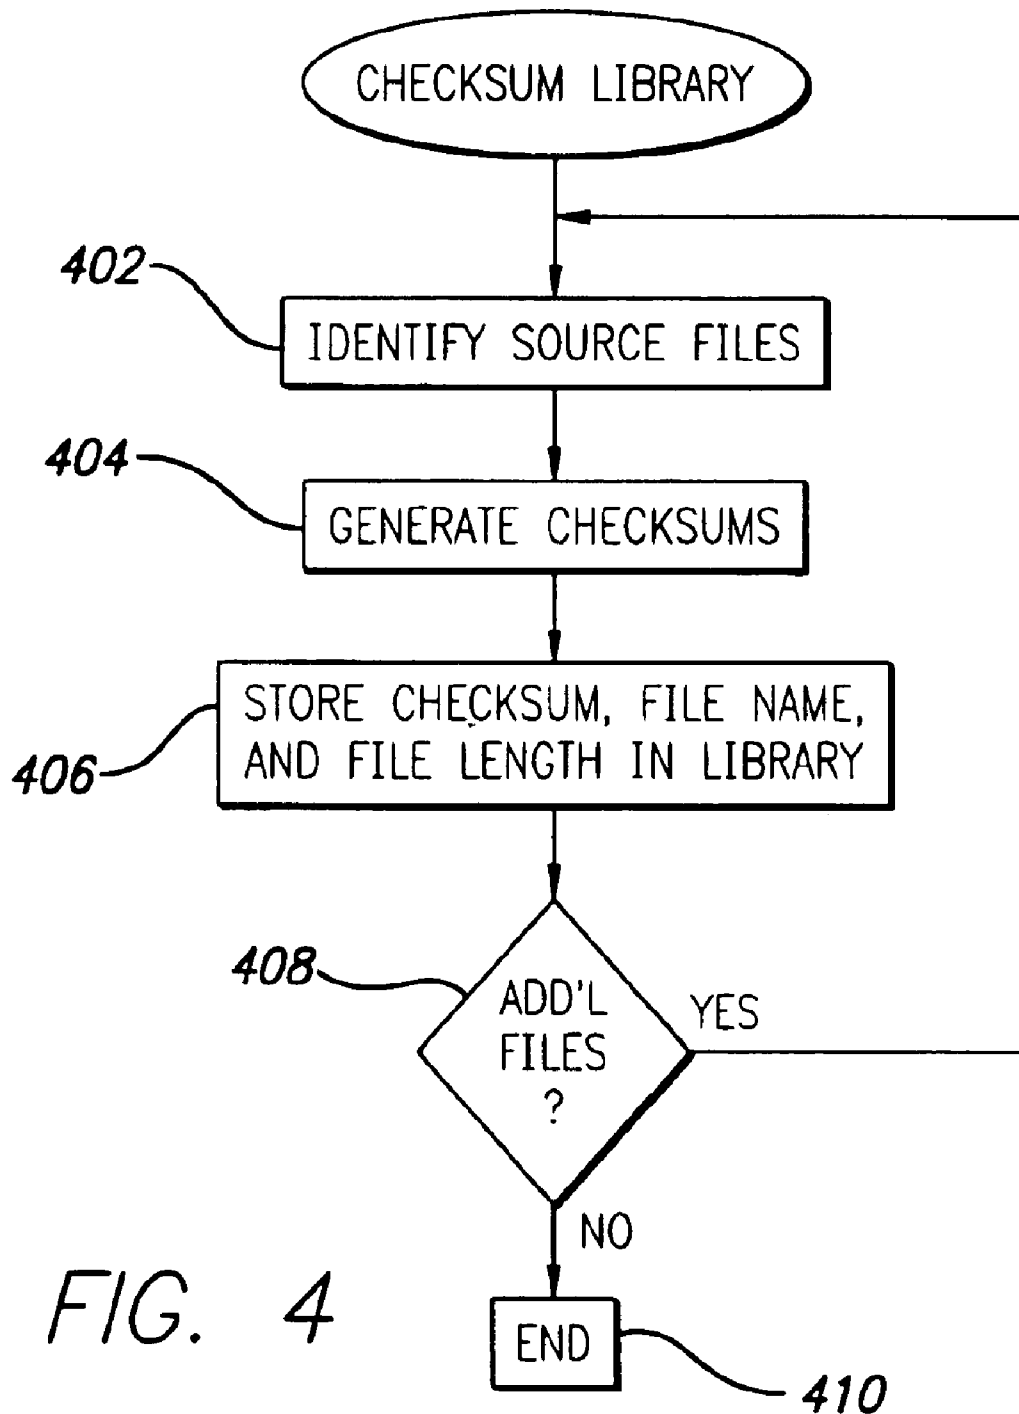 CHECKSUM LIBRARY
402
IDENTIFY SOURCE FILES
404
GENERATE CHECKSUMS
406
STORE CHECKSUM, FILE NAME,
AND FILE LENGTH IN LIBRARY
408
ADD'L
FILES
?
YES
NO
END
410
FIG. 4